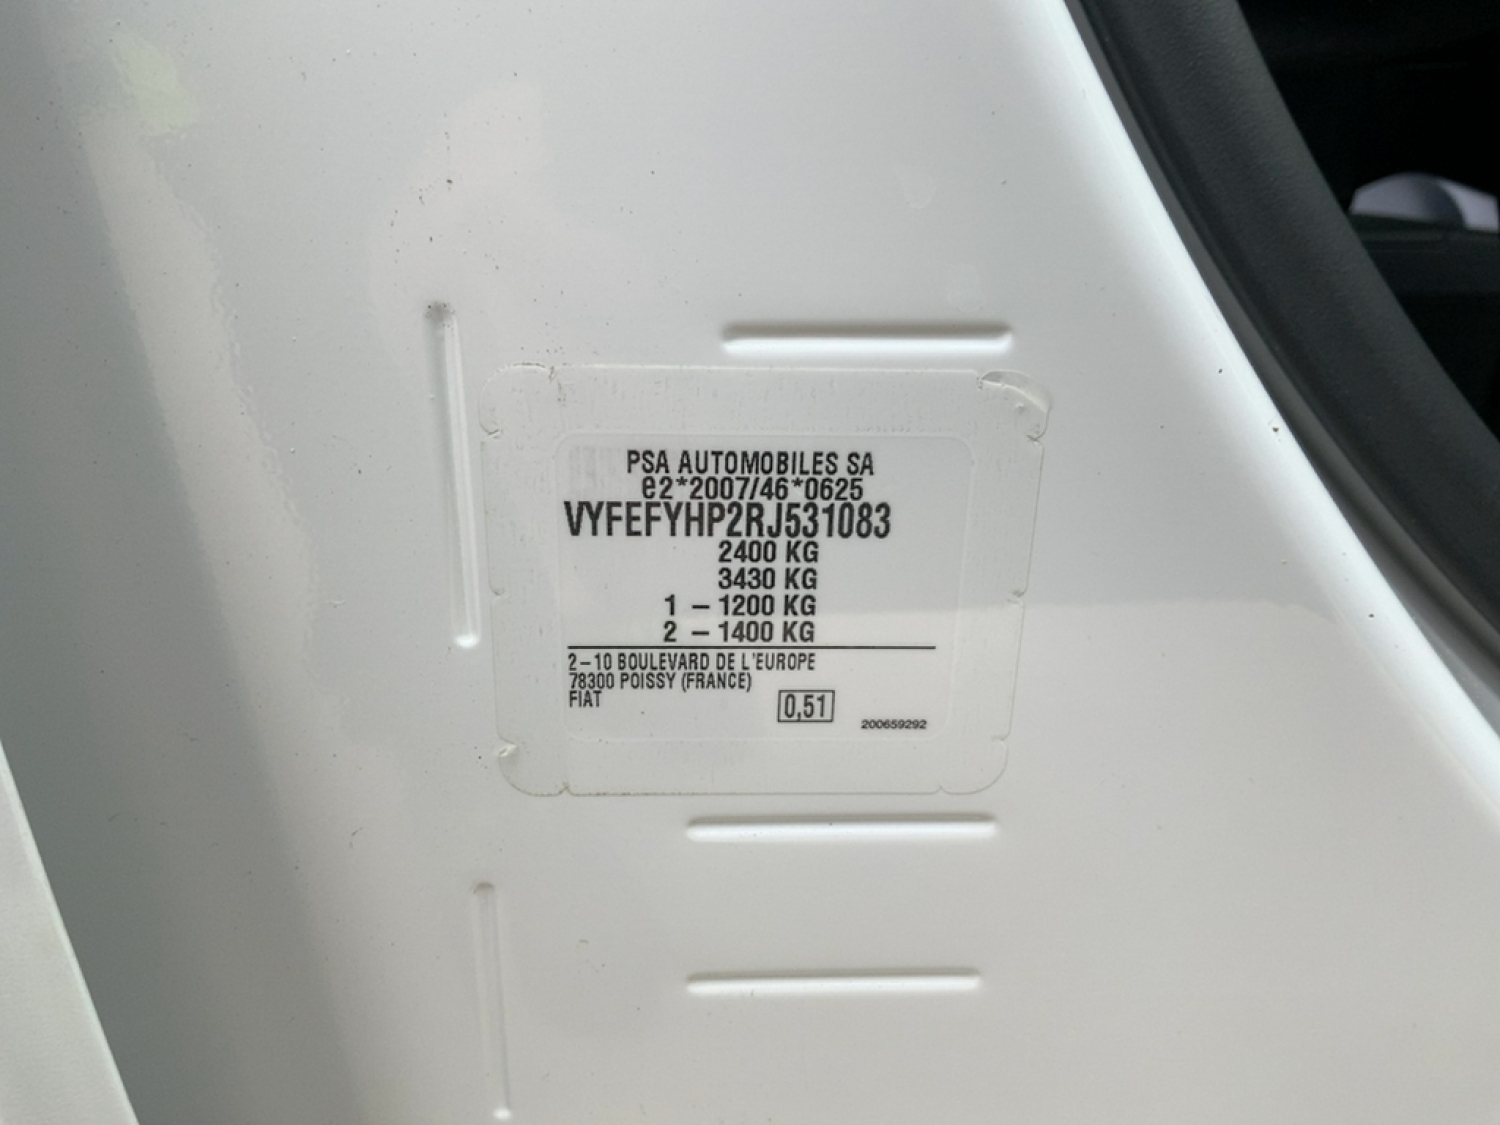 PSA AUTOMOBILES SA
e2*2007/46*0625
VYFEFYHP2RJ531083
2400 KG
3430 KG
1 – 1200 KG
2 – 1400 KG
2–10 BOULEVARD DE L'EUROPE
78300 POISSY (FRANCE)
FIAT
0,51
200659292